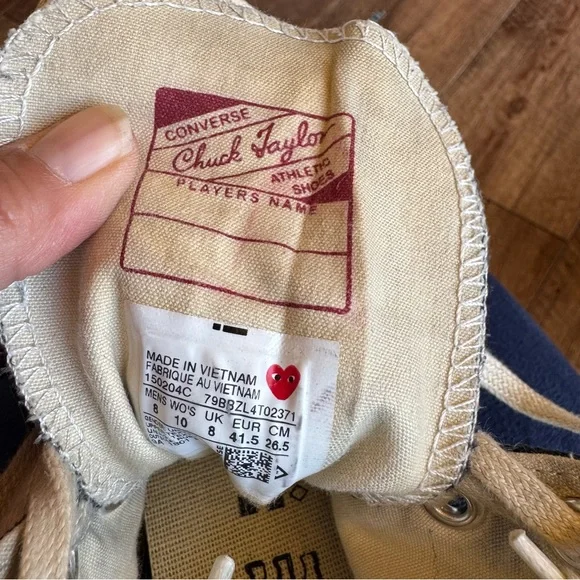 CONVERSE
Chuck Taylor
ATHLETIC
SHOES
PLAYERS NAME
MADE IN VIETNAM
FABRIQUE AU VIETNAM
150204C 79BRZL4T02371
MENS WO'S UK EUR CM
8 10 8 41.5 26.5